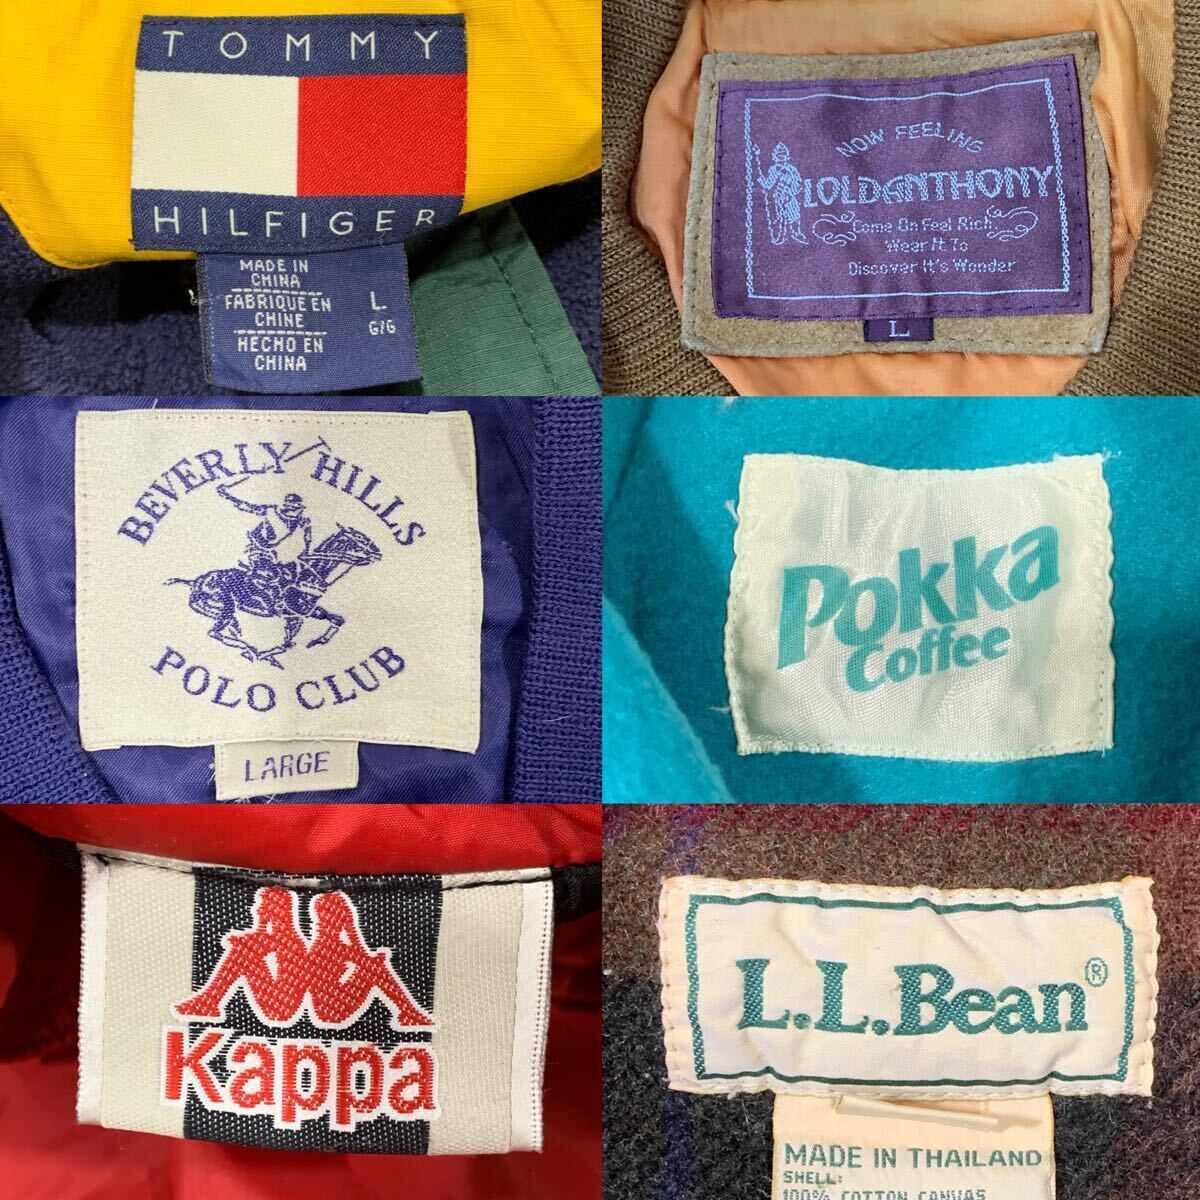 TOMMY
HILFIGER
MADE IN
CHINA
FABRIQUE EN
CHINE
HECHO EN
CHINA
L
G/G
NOW FEELING
LOLDANTHONY
Come On Feel Rich
Wear It To
Discover It's Wonder
L
BEVERLY HILLS
POLO CLUB
LARGE
Pokka
Coffee
Kappa
L.L.Bean®
MADE IN THAILAND
SHELL:
100% COTTON CANVAS